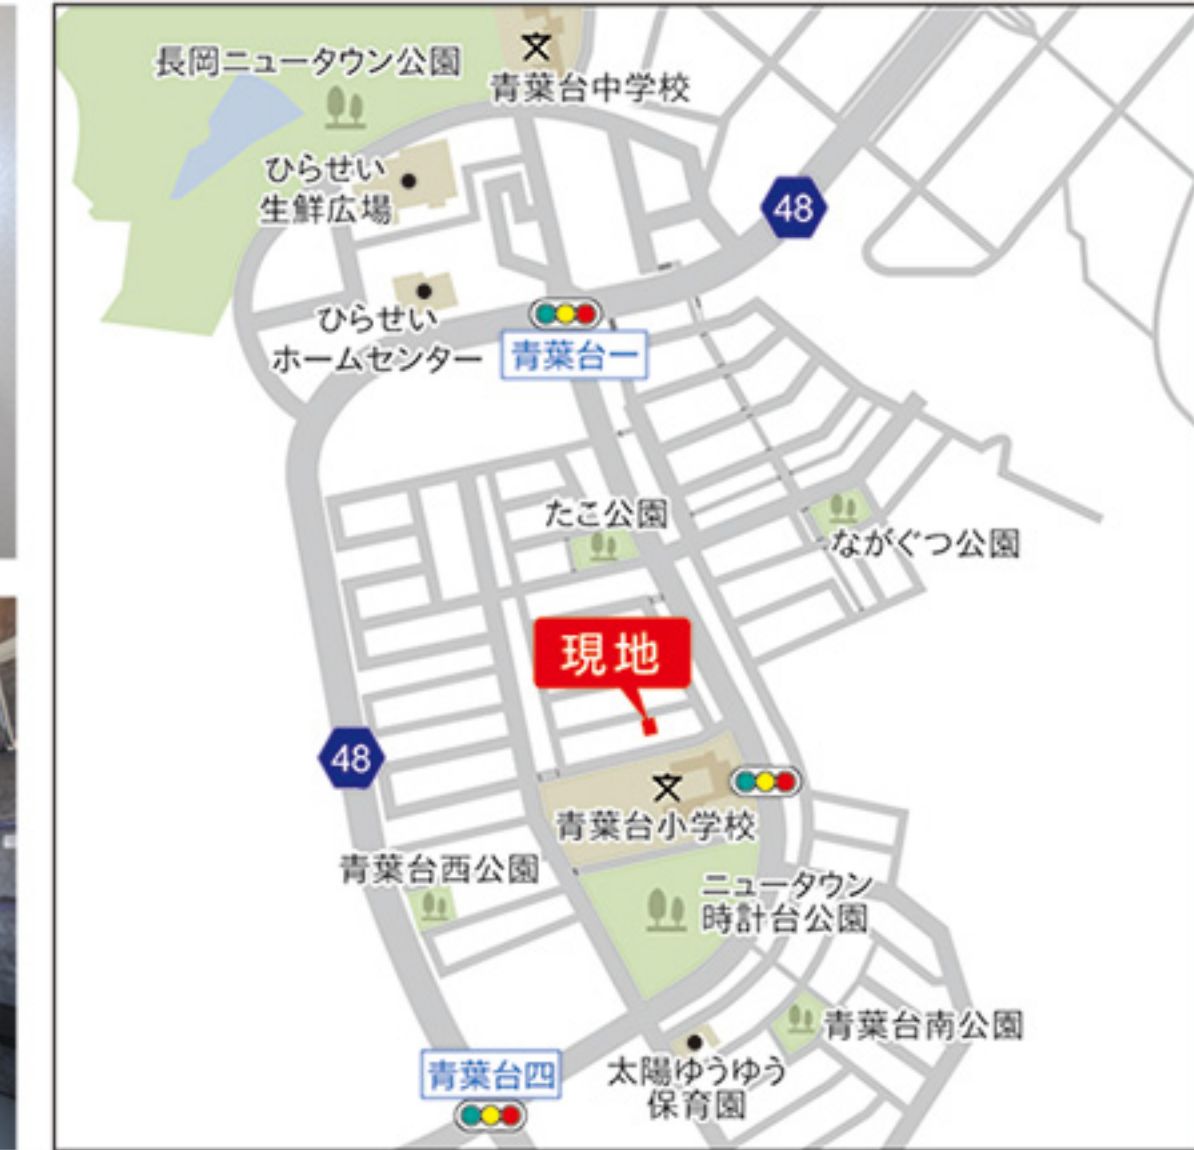 長岡ニュータウン公園
青葉台中学校
ひらせい
生鮮広場
48
ひらせい
ホームセンター
青葉台一
たこ公園
ながぐつ公園
現地
48
青葉台小学校
青葉台西公園
ニュータウン
時計台公園
青葉台南公園
青葉台四
太陽ゆうゆう
保育園